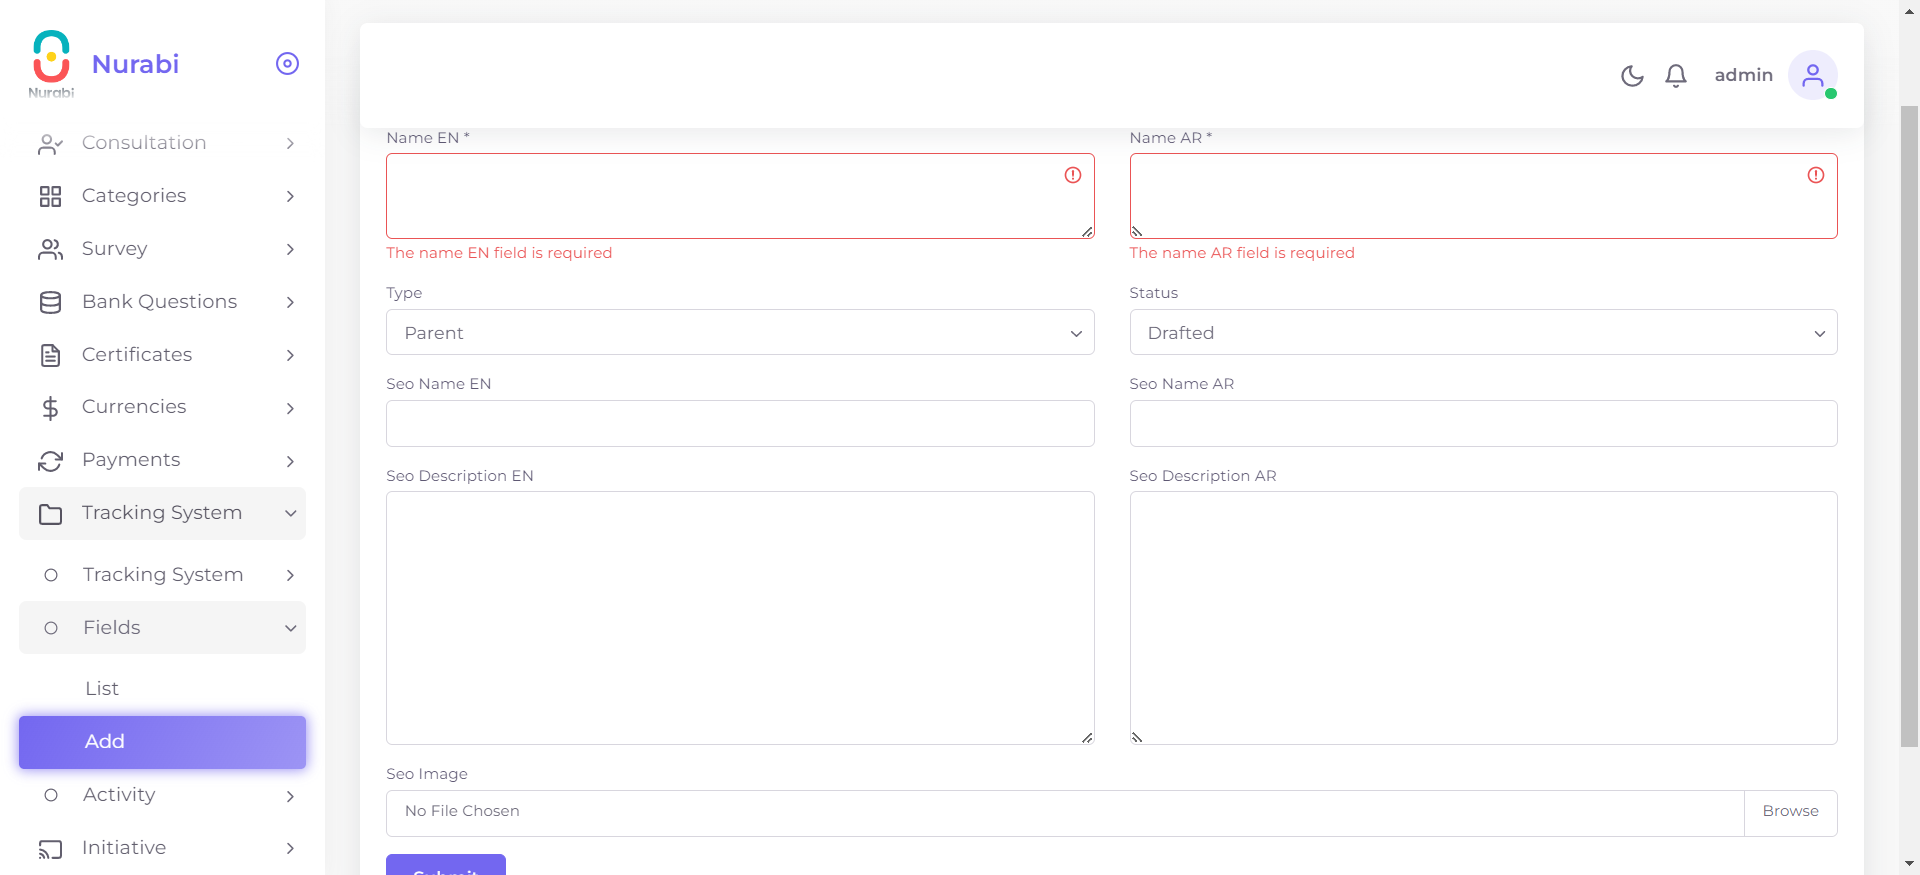 Nurabi
Nurabi
Consultation
Categories
Survey
Bank Questions
Certificates
Currencies
Payments
Tracking System
Tracking System
Fields
List
Add
Activity
Initiative
admin
Name EN *
Name AR *
The name EN field is required
The name AR field is required
Type
Status
Parent
Drafted
Seo Name EN
Seo Name AR
Seo Description EN
Seo Description AR
Seo Image
No File Chosen
Browse
Submit